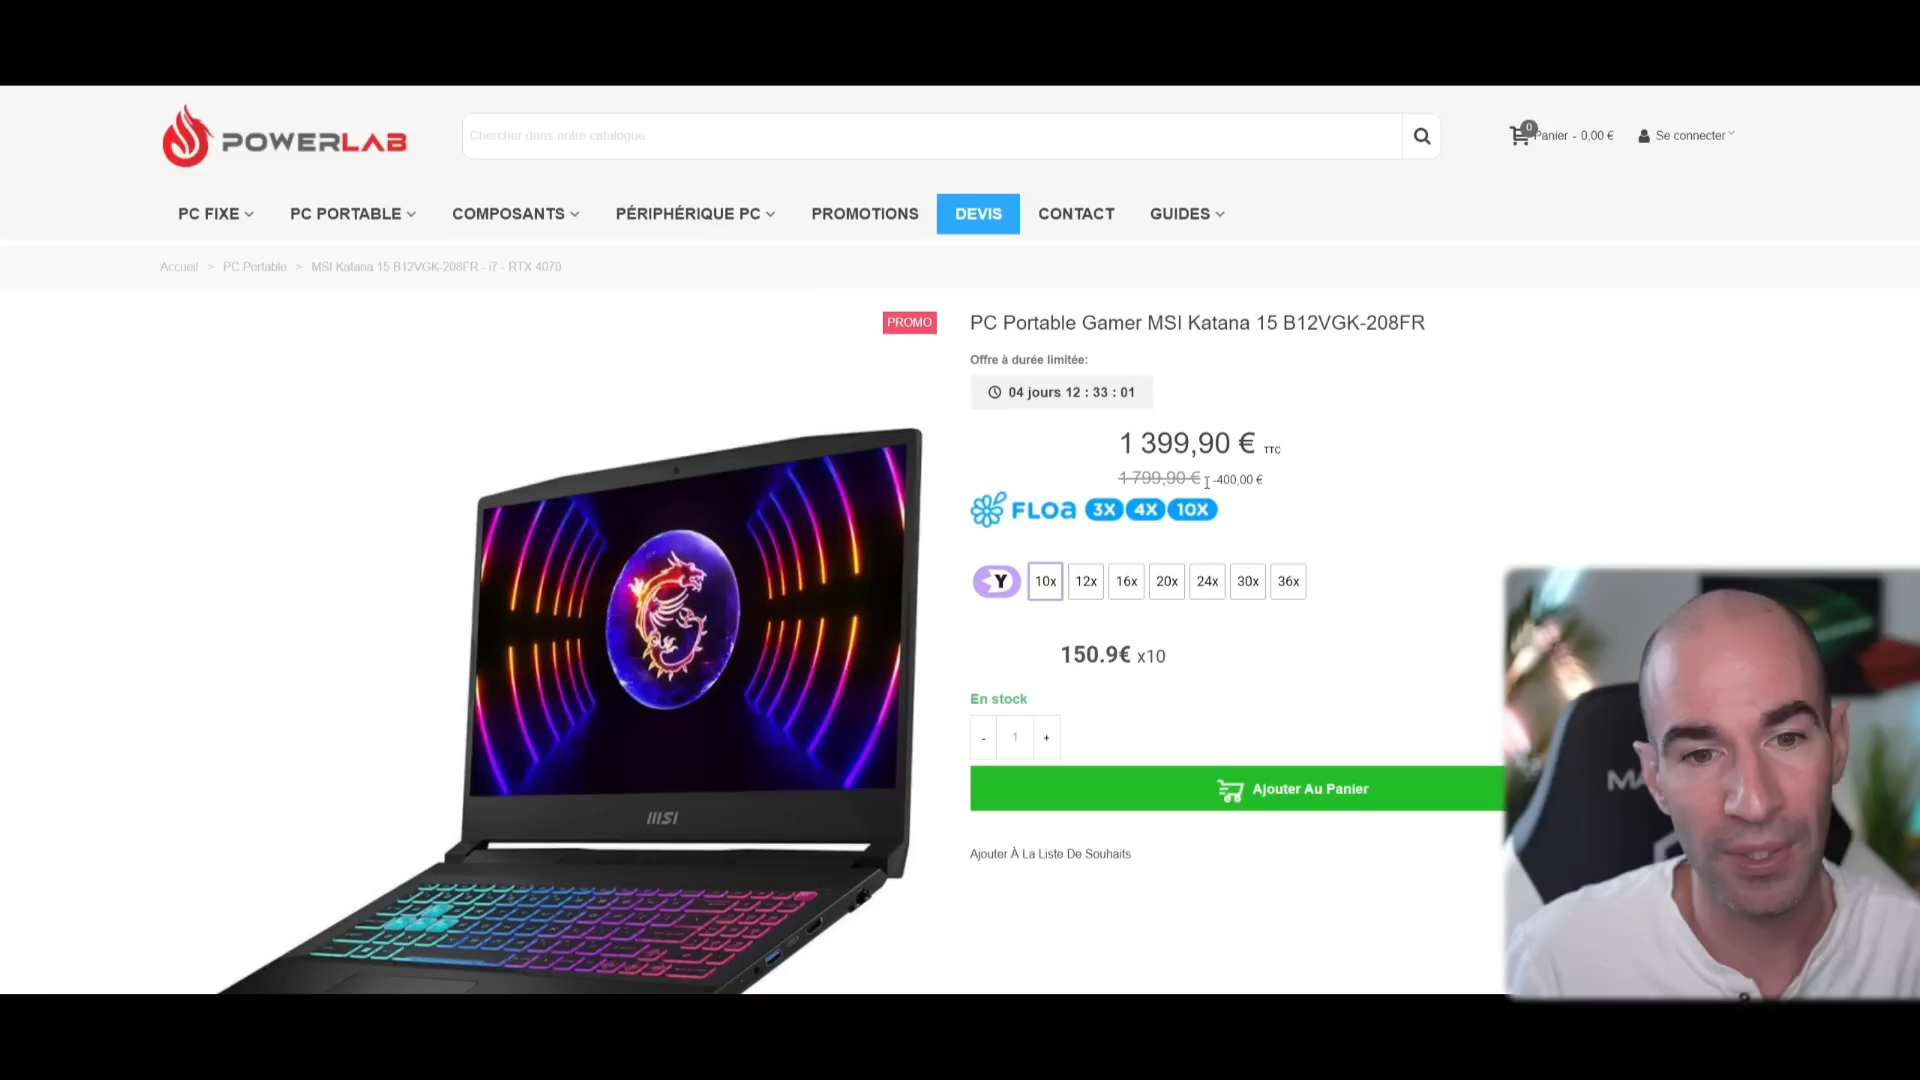 POWERLAB
Chercher dans notre catalogue
0
Panier - 0,00 €
Se connecter
PC FIXE
PC PORTABLE
COMPOSANTS
PÉRIPHÉRIQUE PC
PROMOTIONS
DEVIS
CONTACT
GUIDES
Accueil > PC Portable > MSI Katana 15 B12VGK-208FR - i7 - RTX 4070
PROMO
PC Portable Gamer MSI Katana 15 B12VGK-208FR
Offre à durée limitée:
04 jours 12 : 33 : 01
1 399,90 € TTC
1 799,90 € -400,00 €
FLOA 3X 4X 10X
Y 10x 12x 16x 20x 24x 30x 36x
150.9€ x10
En stock
- 1 +
Ajouter Au Panier
Ajouter À La Liste De Souhaits
MSI